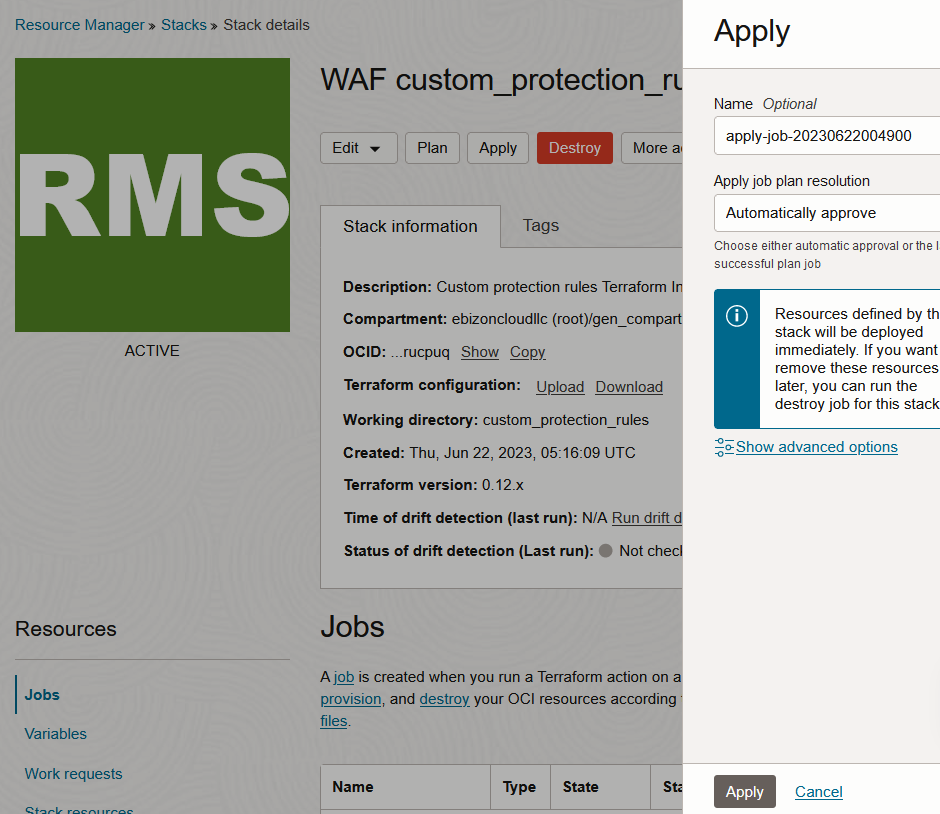 Resource Manager » Stacks » Stack details
RMS
ACTIVE
WAF custom_protection_ru
Edit Plan Apply Destroy More a
Stack information Tags
Description: Custom protection rules Terraform In
Compartment: ebizoncloudllc (root)/gen_compart
OCID: ...rucpuq Show Copy
Terraform configuration: Upload Download
Working directory: custom_protection_rules
Created: Thu, Jun 22, 2023, 05:16:09 UTC
Terraform version: 0.12.x
Time of drift detection (last run): N/A Run drift d
Status of drift detection (Last run): Not check
Resources
Jobs
Variables
Work requests
Stack resources
Jobs
A job is created when you run a Terraform action on a
provision, and destroy your OCI resources according
files.
Name Type State Sta
Apply
Name Optional
apply-job-20230622004900
Apply job plan resolution
Automatically approve
Choose either automatic approval or the l
successful plan job
Resources defined by th
stack will be deployed
immediately. If you want
remove these resources
later, you can run the
destroy job for this stack
Show advanced options
Apply Cancel